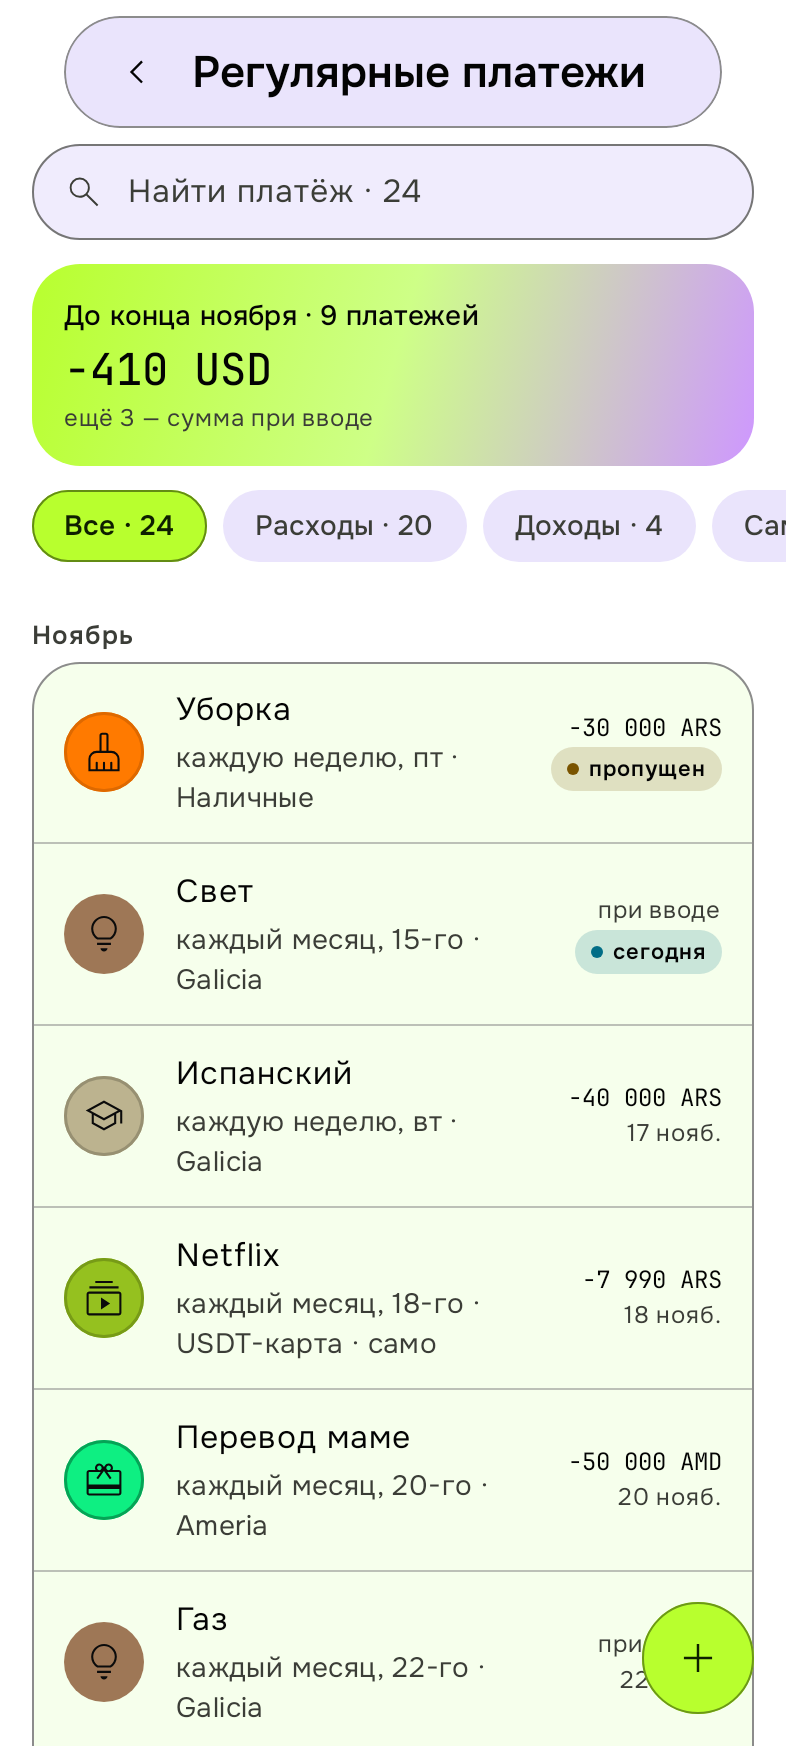 Регулярные платежи
Найти платёж · 24
До конца ноября · 9 платежей
-410 USD
ещё 3 — сумма при вводе
Все · 24
Расходы · 20
Доходы · 4
Ноябрь
Уборка
каждую неделю, пт ·
Наличные
-30 000 ARS
пропущен
Свет
каждый месяц, 15-го ·
Galicia
при вводе
сегодня
Испанский
каждую неделю, вт ·
Galicia
-40 000 ARS
17 нояб.
Netflix
каждый месяц, 18-го ·
USDT-карта · само
-7 990 ARS
18 нояб.
Перевод маме
каждый месяц, 20-го ·
Ameria
-50 000 AMD
20 нояб.
Газ
каждый месяц, 22-го ·
Galicia
при
22